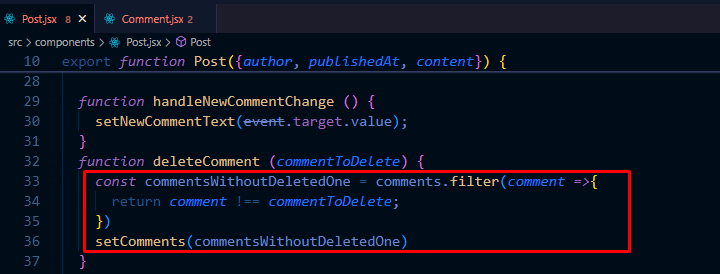 Post.jsx 8 × Comment.jsx 2
src > components > Post.jsx > Post
10 export function Post({author, publishedAt, content}) {
28
29 function handleNewCommentChange () {
30 setNewCommentText(event.target.value);
31 }
32 function deleteComment (commentToDelete) {
33 const commentsWithoutDeletedOne = comments.filter(comment =>{
34 return comment !== commentToDelete;
35 })
36 setComments(commentsWithoutDeletedOne)
37 }